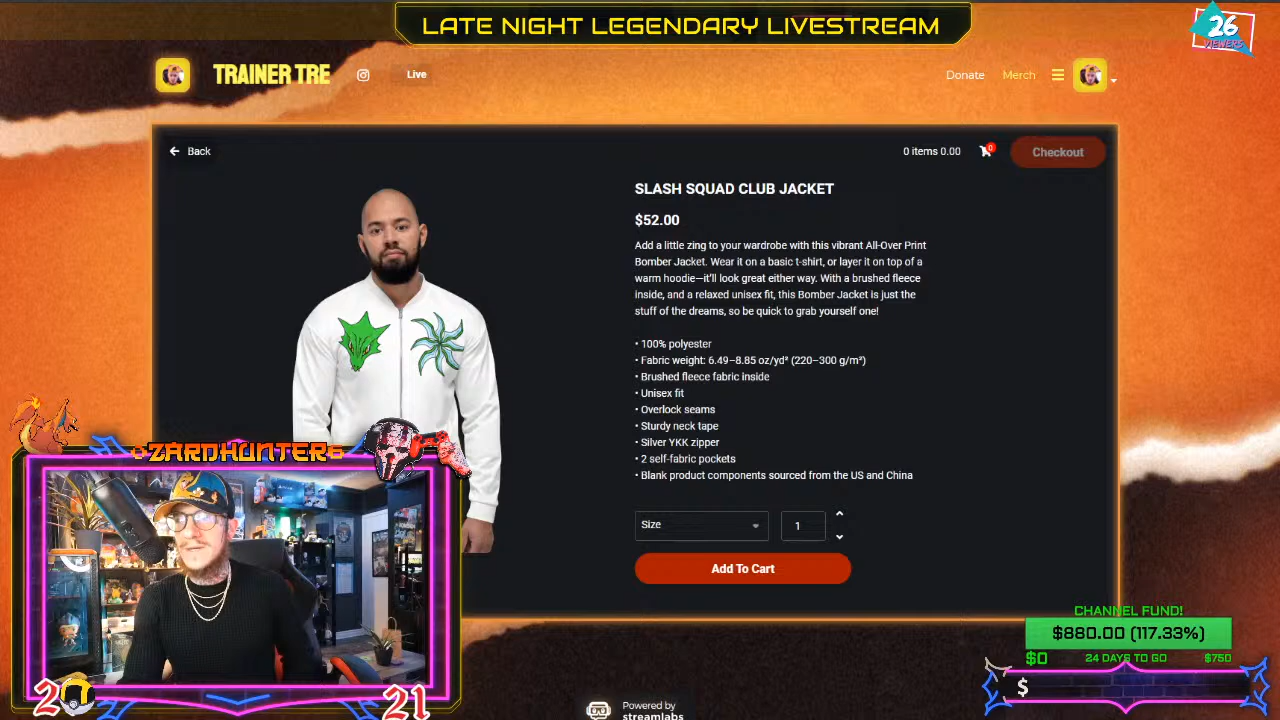 LATE NIGHT LEGENDARY LIVESTREAM
26
VIEWERS
TRAINER TRE
Live
Donate
Merch
Back
0 items 0.00
0
Checkout
SLASH SQUAD CLUB JACKET
$52.00
Add a little zing to your wardrobe with this vibrant All-Over Print
Bomber Jacket. Wear it on a basic t-shirt, or layer it on top of a
warm hoodie—it'll look great either way. With a brushed fleece
inside, and a relaxed unisex fit, this Bomber Jacket is just the
stuff of the dreams, so be quick to grab yourself one!
• 100% polyester
• Fabric weight: 6.49–8.85 oz/yd² (220–300 g/m²)
• Brushed fleece fabric inside
• Unisex fit
• Overlock seams
• Sturdy neck tape
• Silver YKK zipper
• 2 self-fabric pockets
• Blank product components sourced from the US and China
Size
1
Add To Cart
ZARDHUNTER6
20
21
CHANNEL FUND!
$880.00 (117.33%)
$0
24 DAYS TO GO
$750
$
Powered by
streamlabs